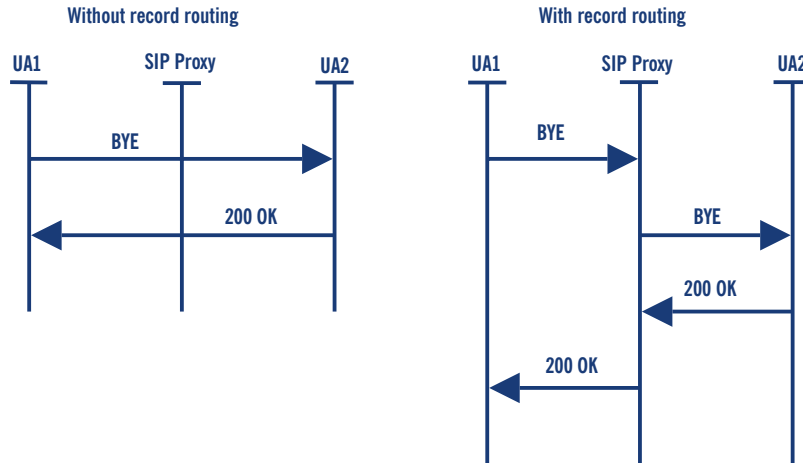 Without record routing
UA1
SIP Proxy
UA2
BYE
200 OK
With record routing
UA1
SIP Proxy
UA2
BYE
BYE
200 OK
200 OK